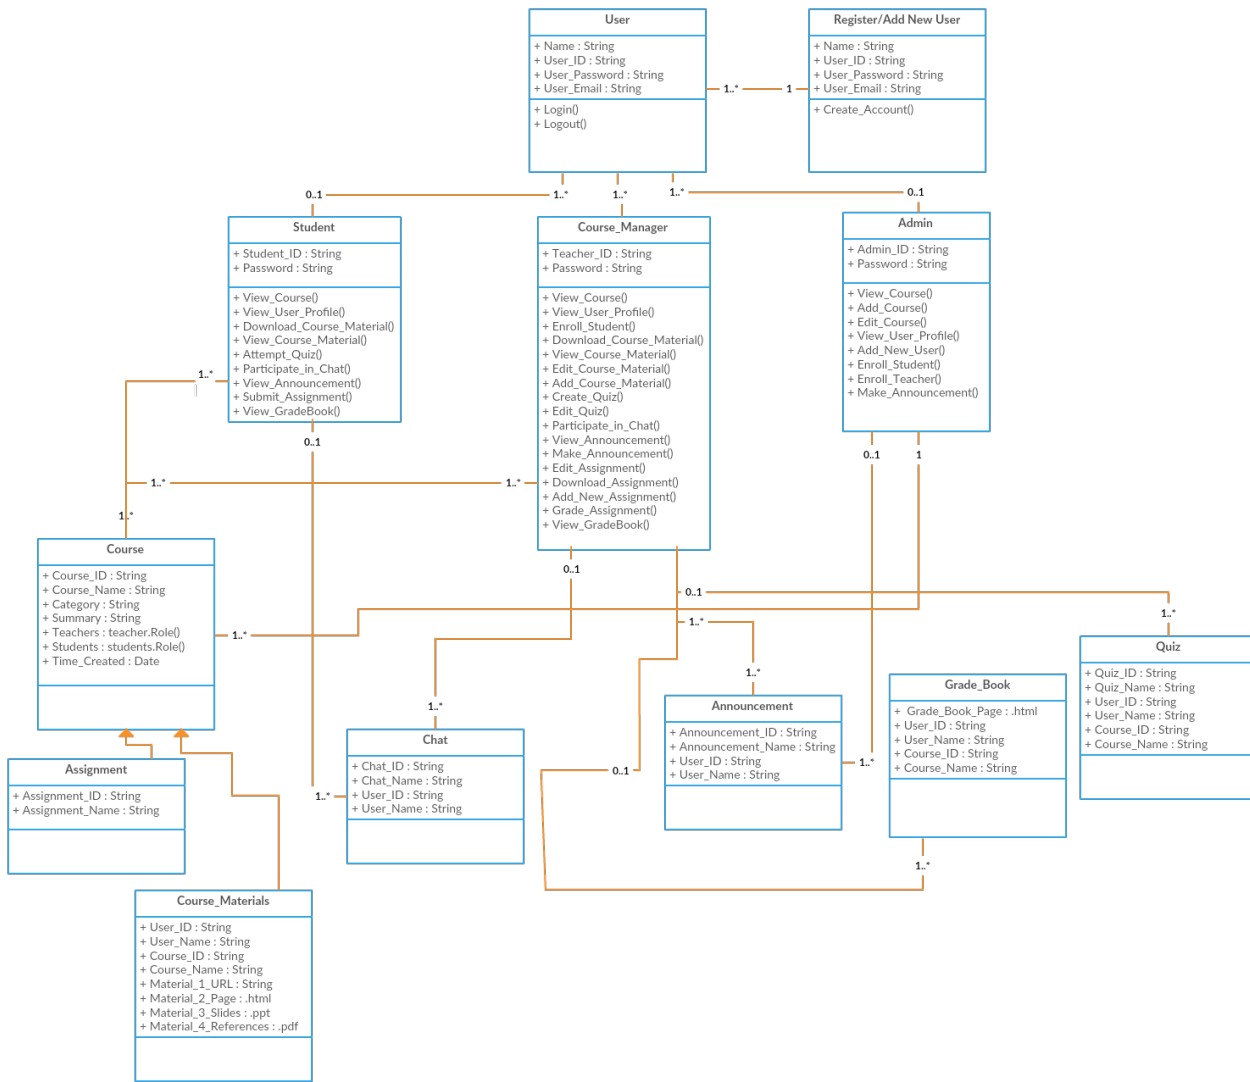 User
+ Name : String
+ User_ID : String
+ User_Password : String
+ User_Email : String
+ Login()
+ Logout()
Register/Add New User
+ Name : String
+ User_ID : String
+ User_Password : String
+ User_Email : String
+ Create_Account()
1..*
1
0..1
1..*
1..*
1..*
0..1
Student
+ Student_ID : String
+ Password : String
+ View_Course()
+ View_User_Profile()
+ Download_Course_Material()
+ View_Course_Material()
+ Attempt_Quiz()
+ Participate_in_Chat()
+ View_Announcement()
+ Submit_Assignment()
+ View_GradeBook()
Course_Manager
+ Teacher_ID : String
+ Password : String
+ View_Course()
+ View_User_Profile()
+ Enroll_Student()
+ Download_Course_Material()
+ View_Course_Material()
+ Edit_Course_Material()
+ Add_Course_Material()
+ Create_Quiz()
+ Edit_Quiz()
+ Participate_in_Chat()
+ View_Announcement()
+ Make_Announcement()
+ Edit_Assignment()
+ Download_Assignment()
+ Add_New_Assignment()
+ Grade_Assignment()
+ View_GradeBook()
Admin
+ Admin_ID : String
+ Password : String
+ View_Course()
+ Add_Course()
+ Edit_Course()
+ View_User_Profile()
+ Add_New_User()
+ Enroll_Student()
+ Enroll_Teacher()
+ Make_Announcement()
1..*
0..1
0..1
1
1..*
1..*
1..*
0..1
0..1
1..*
1..*
1..*
1..*
1..*
0..1
1..*
1..*
1..*
Course
+ Course_ID : String
+ Course_Name : String
+ Category : String
+ Summary : String
+ Teachers : teacher.Role()
+ Students : students.Role()
+ Time_Created : Date
Quiz
+ Quiz_ID : String
+ Quiz_Name : String
+ User_ID : String
+ User_Name : String
+ Course_ID : String
+ Course_Name : String
Grade_Book
+ Grade_Book_Page : .html
+ User_ID : String
+ User_Name : String
+ Course_ID : String
+ Course_Name : String
Announcement
+ Announcement_ID : String
+ Announcement_Name : String
+ User_ID : String
+ User_Name : String
Chat
+ Chat_ID : String
+ Chat_Name : String
+ User_ID : String
+ User_Name : String
Assignment
+ Assignment_ID : String
+ Assignment_Name : String
Course_Materials
+ User_ID : String
+ User_Name : String
+ Course_ID : String
+ Course_Name : String
+ Material_1_URL : String
+ Material_2_Page : .html
+ Material_3_Slides : .ppt
+ Material_4_References : .pdf